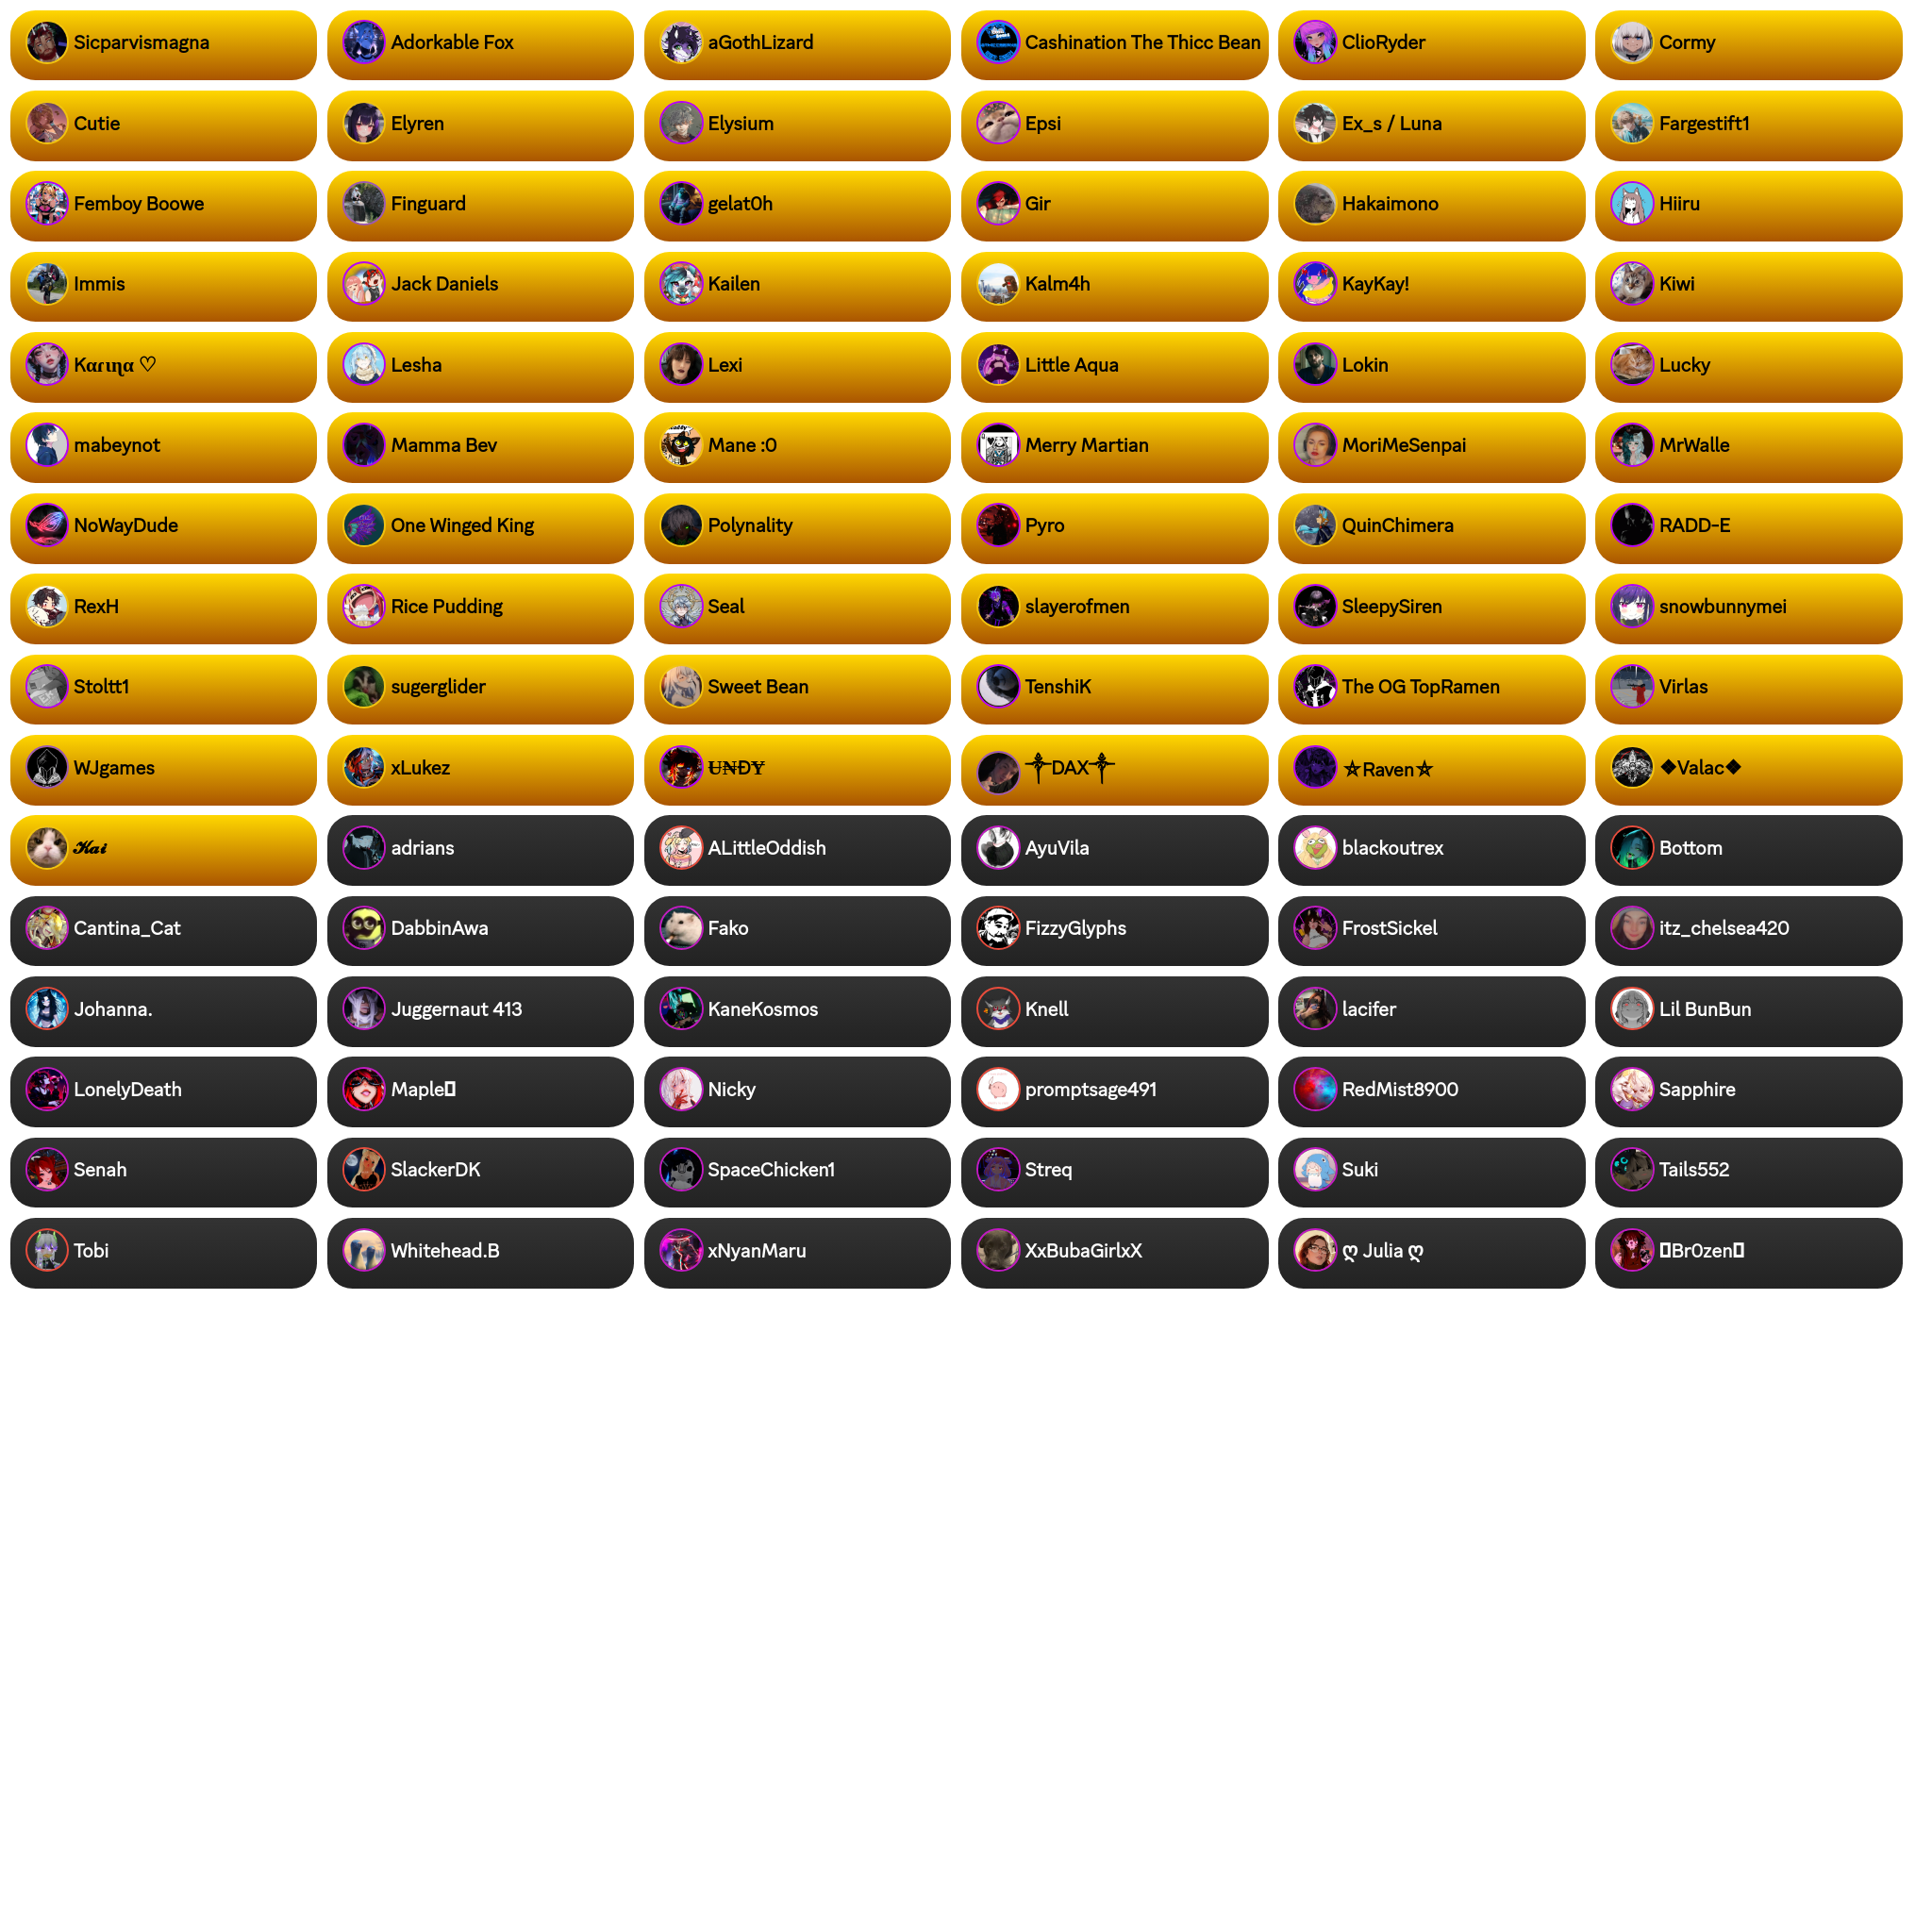 Sicparvismagna
Adorkable Fox
aGothLizard
Cashination The Thicc Bean
ClioRyder
Cormy
Cutie
Elyren
Elysium
Epsi
Ex_s / Luna
Fargestift1
Femboy Boowe
Finguard
gelat0h
Gir
Hakaimono
Hiiru
Immis
Jack Daniels
Kailen
Kalm4h
KayKay!
Kiwi
Kαɾιɳα ♡
Lesha
Lexi
Little Aqua
Lokin
Lucky
mabeynot
Mamma Bev
Mane :0
Merry Martian
MoriMeSenpai
MrWalle
NoWayDude
One Winged King
Polynality
Pyro
QuinChimera
RADD-E
RexH
Rice Pudding
Seal
slayerofmen
SleepySiren
snowbunnymei
Stoltt1
sugerglider
Sweet Bean
TenshiK
The OG TopRamen
Virlas
WJgames
xLukez
U̶₦ĐɎ
༒DAX༒
⛤Raven⛤
❖Valac❖
𝓚𝓪𝓲
adrians
ALittleOddish
AyuVila
blackoutrex
Bottom
Cantina_Cat
DabbinAwa
Fako
FizzyGlyphs
FrostSickel
itz_chelsea420
Johanna.
Juggernaut 413
KaneKosmos
Knell
lacifer
Lil BunBun
LonelyDeath
Maple▯
Nicky
promptsage491
RedMist8900
Sapphire
Senah
SlackerDK
SpaceChicken1
Streq
Suki
Tails552
Tobi
Whitehead.B
xNyanMaru
XxBubaGirlxX
ღ Julia ღ
▯Br0zen▯